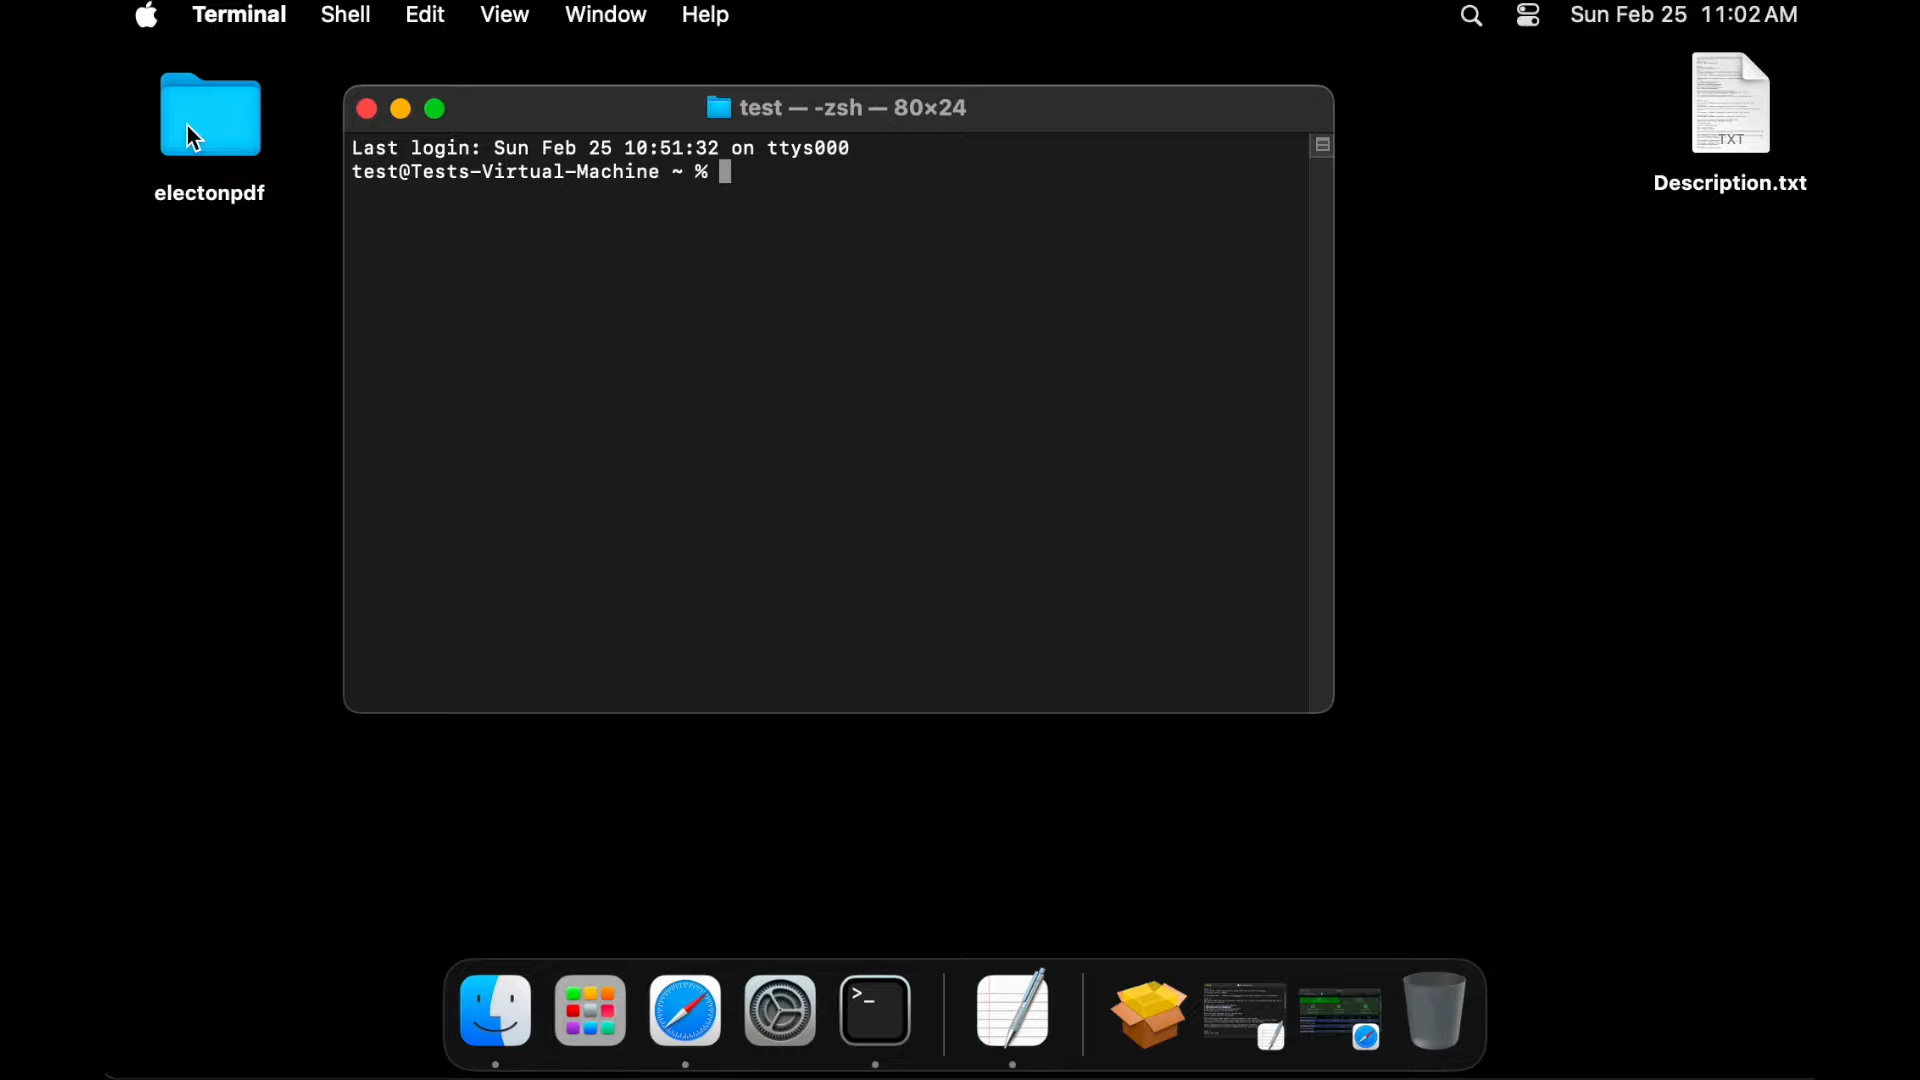 Terminal Shell Edit View Window Help
Sun Feb 25 11:02 AM
electonpdf
test — -zsh — 80×24
Last login: Sun Feb 25 10:51:32 on ttys000
test@Tests-Virtual-Machine ~ %
TXT
Description.txt
>_